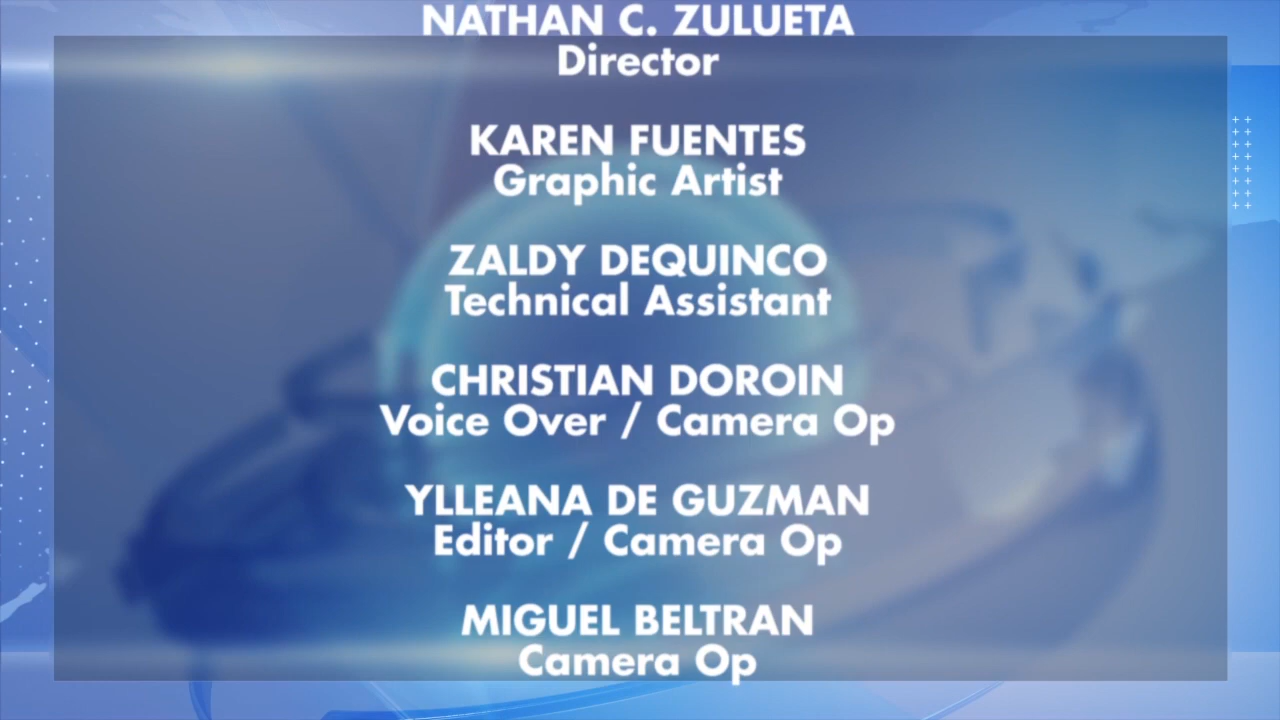 NATHAN C. ZULUETA
Director
KAREN FUENTES
Graphic Artist
ZALDY DEQUINCO
Technical Assistant
CHRISTIAN DOROIN
Voice Over / Camera Op
YLLEANA DE GUZMAN
Editor / Camera Op
MIGUEL BELTRAN
Camera Op